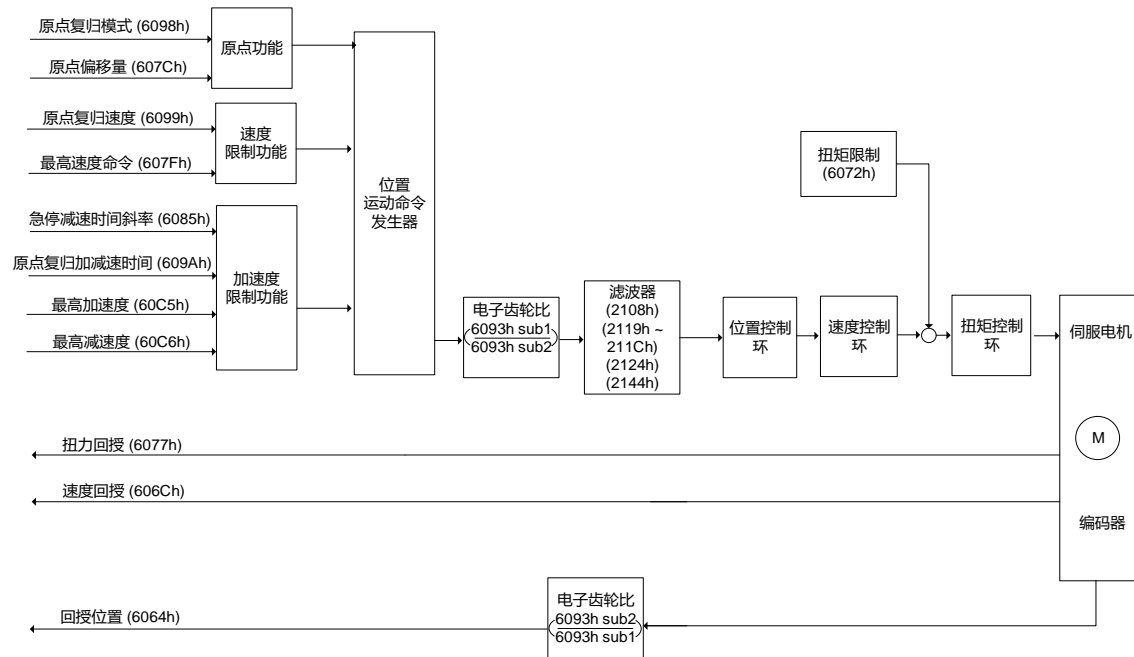 原点复归模式 (6098h)
原点偏移量 (607Ch)
原点功能
原点复归速度 (6099h)
最高速度命令 (607Fh)
速度
限制功能
急停减速时间斜率 (6085h)
原点复归加减速时间 (609Ah)
最高加速度 (60C5h)
最高减速度 (60C6h)
加速度
限制功能
位置
运动命令
发生器
电子齿轮比
6093h sub1
6093h sub2
滤波器
(2108h)
(2119h ~
211Ch)
(2124h)
(2144h)
位置控制
环
速度控制
环
扭矩限制
(6072h)
扭矩控制
环
伺服电机
M
编码器
扭力回授 (6077h)
速度回授 (606Ch)
回授位置 (6064h)
电子齿轮比
6093h sub2
6093h sub1